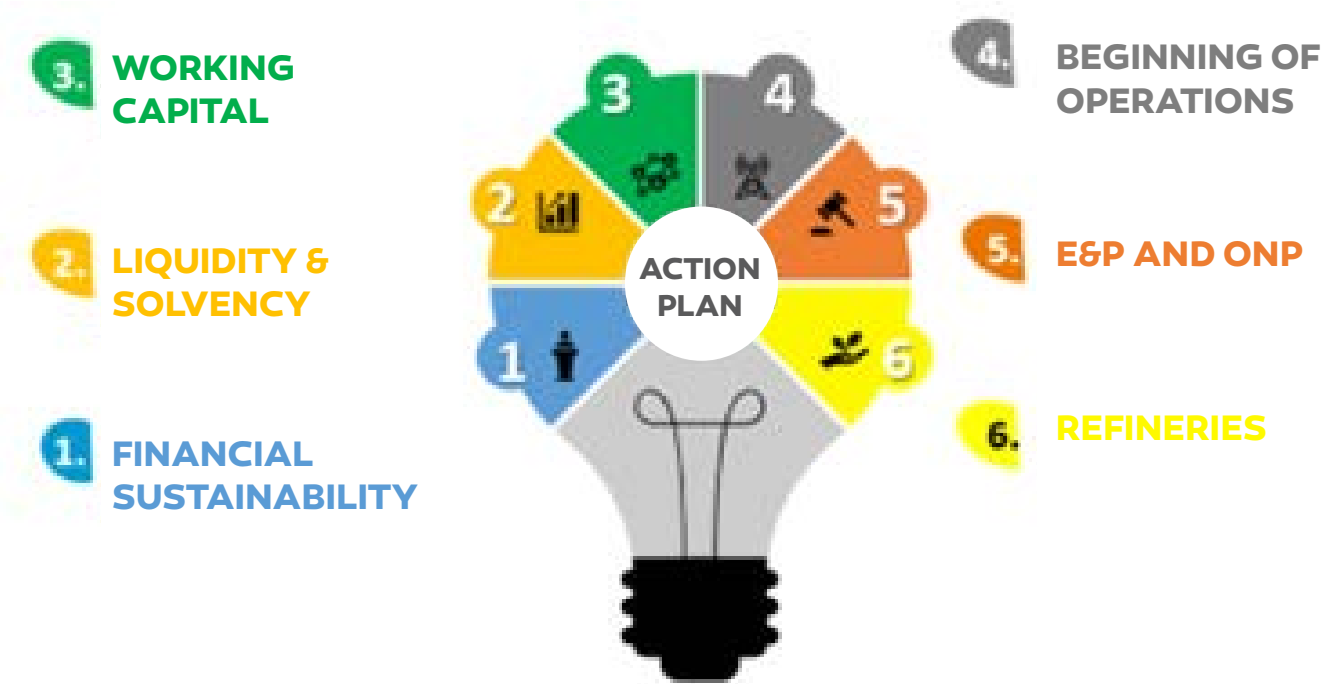 3. WORKING
CAPITAL
2. LIQUIDITY &
SOLVENCY
1. FINANCIAL
SUSTAINABILITY
3
4
2
5
1
6
ACTION
PLAN
4. BEGINNING OF
OPERATIONS
5. E&P AND ONP
6. REFINERIES